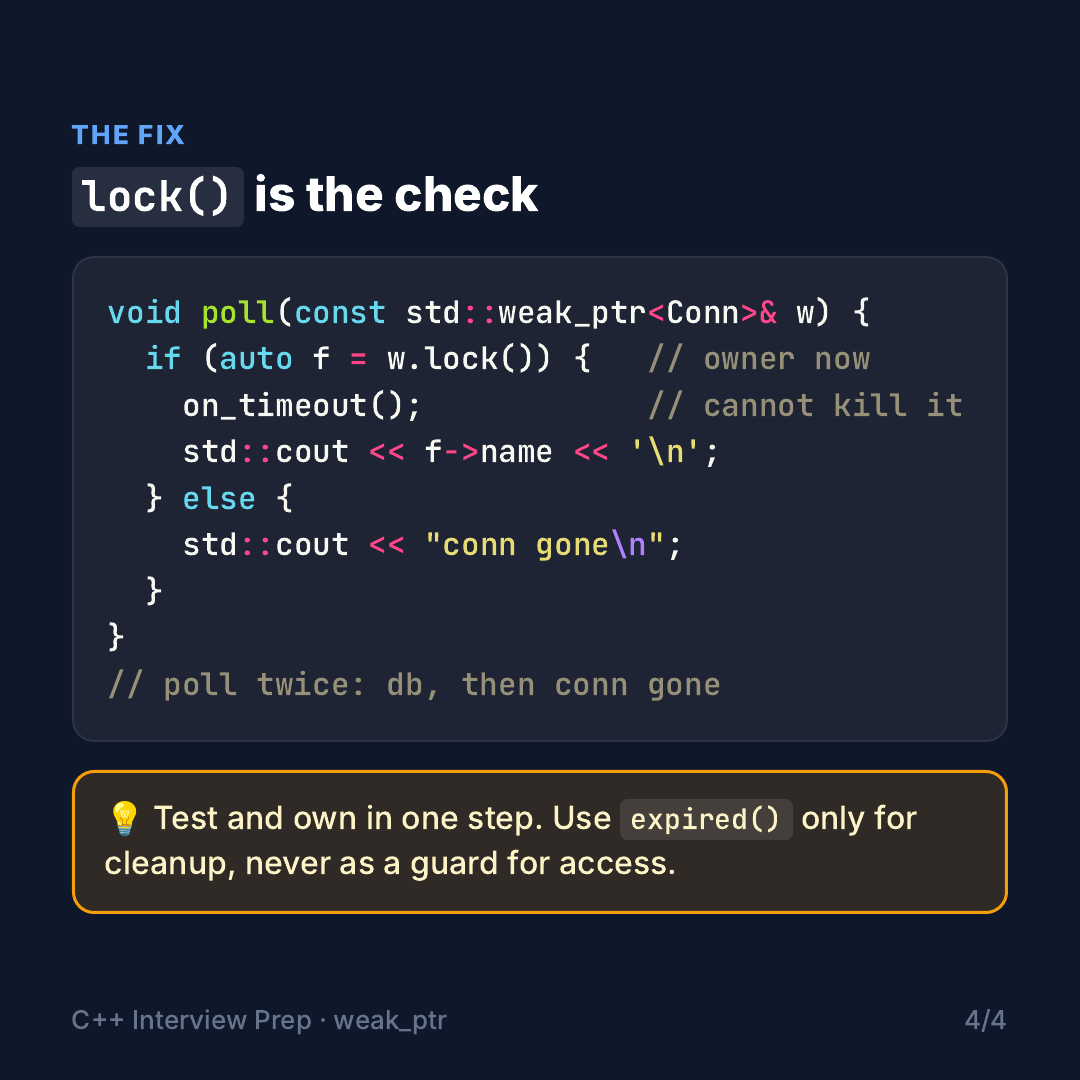 THE FIX
lock() is the check
void poll(const std::weak_ptr<Conn>& w) {
  if (auto f = w.lock()) {   // owner now
    on_timeout();            // cannot kill it
    std::cout << f->name << '\n';
  } else {
    std::cout << "conn gone\n";
  }
}
// poll twice: db, then conn gone
💡 Test and own in one step. Use expired() only for
cleanup, never as a guard for access.
C++ Interview Prep · weak_ptr
4/4